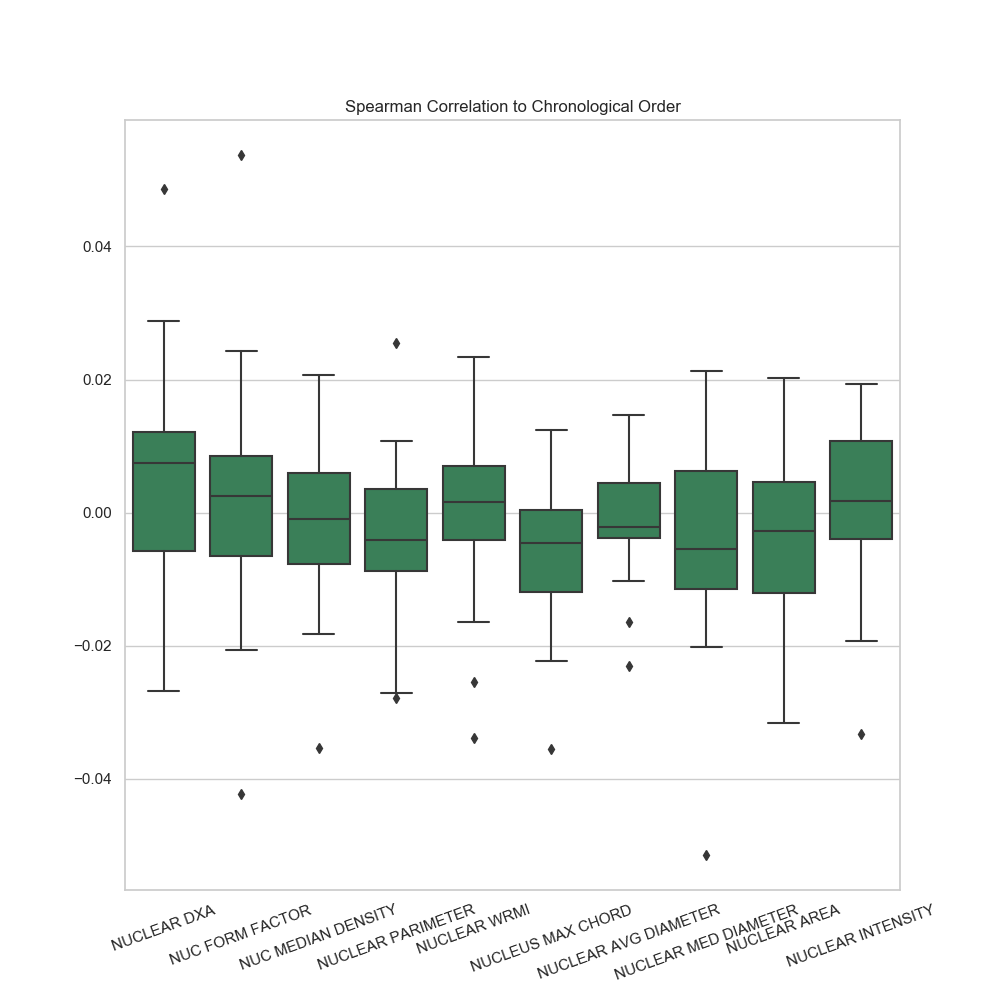 Spearman Correlation to Chronological Order
0.04
0.02
0.00
−0.02
−0.04
NUCLEAR DXA
NUC FORM FACTOR
NUC MEDIAN DENSITY
NUCLEAR PARIMETER
NUCLEAR WRMI
NUCLEUS MAX CHORD
NUCLEAR AVG DIAMETER
NUCLEAR MED DIAMETER
NUCLEAR AREA
NUCLEAR INTENSITY